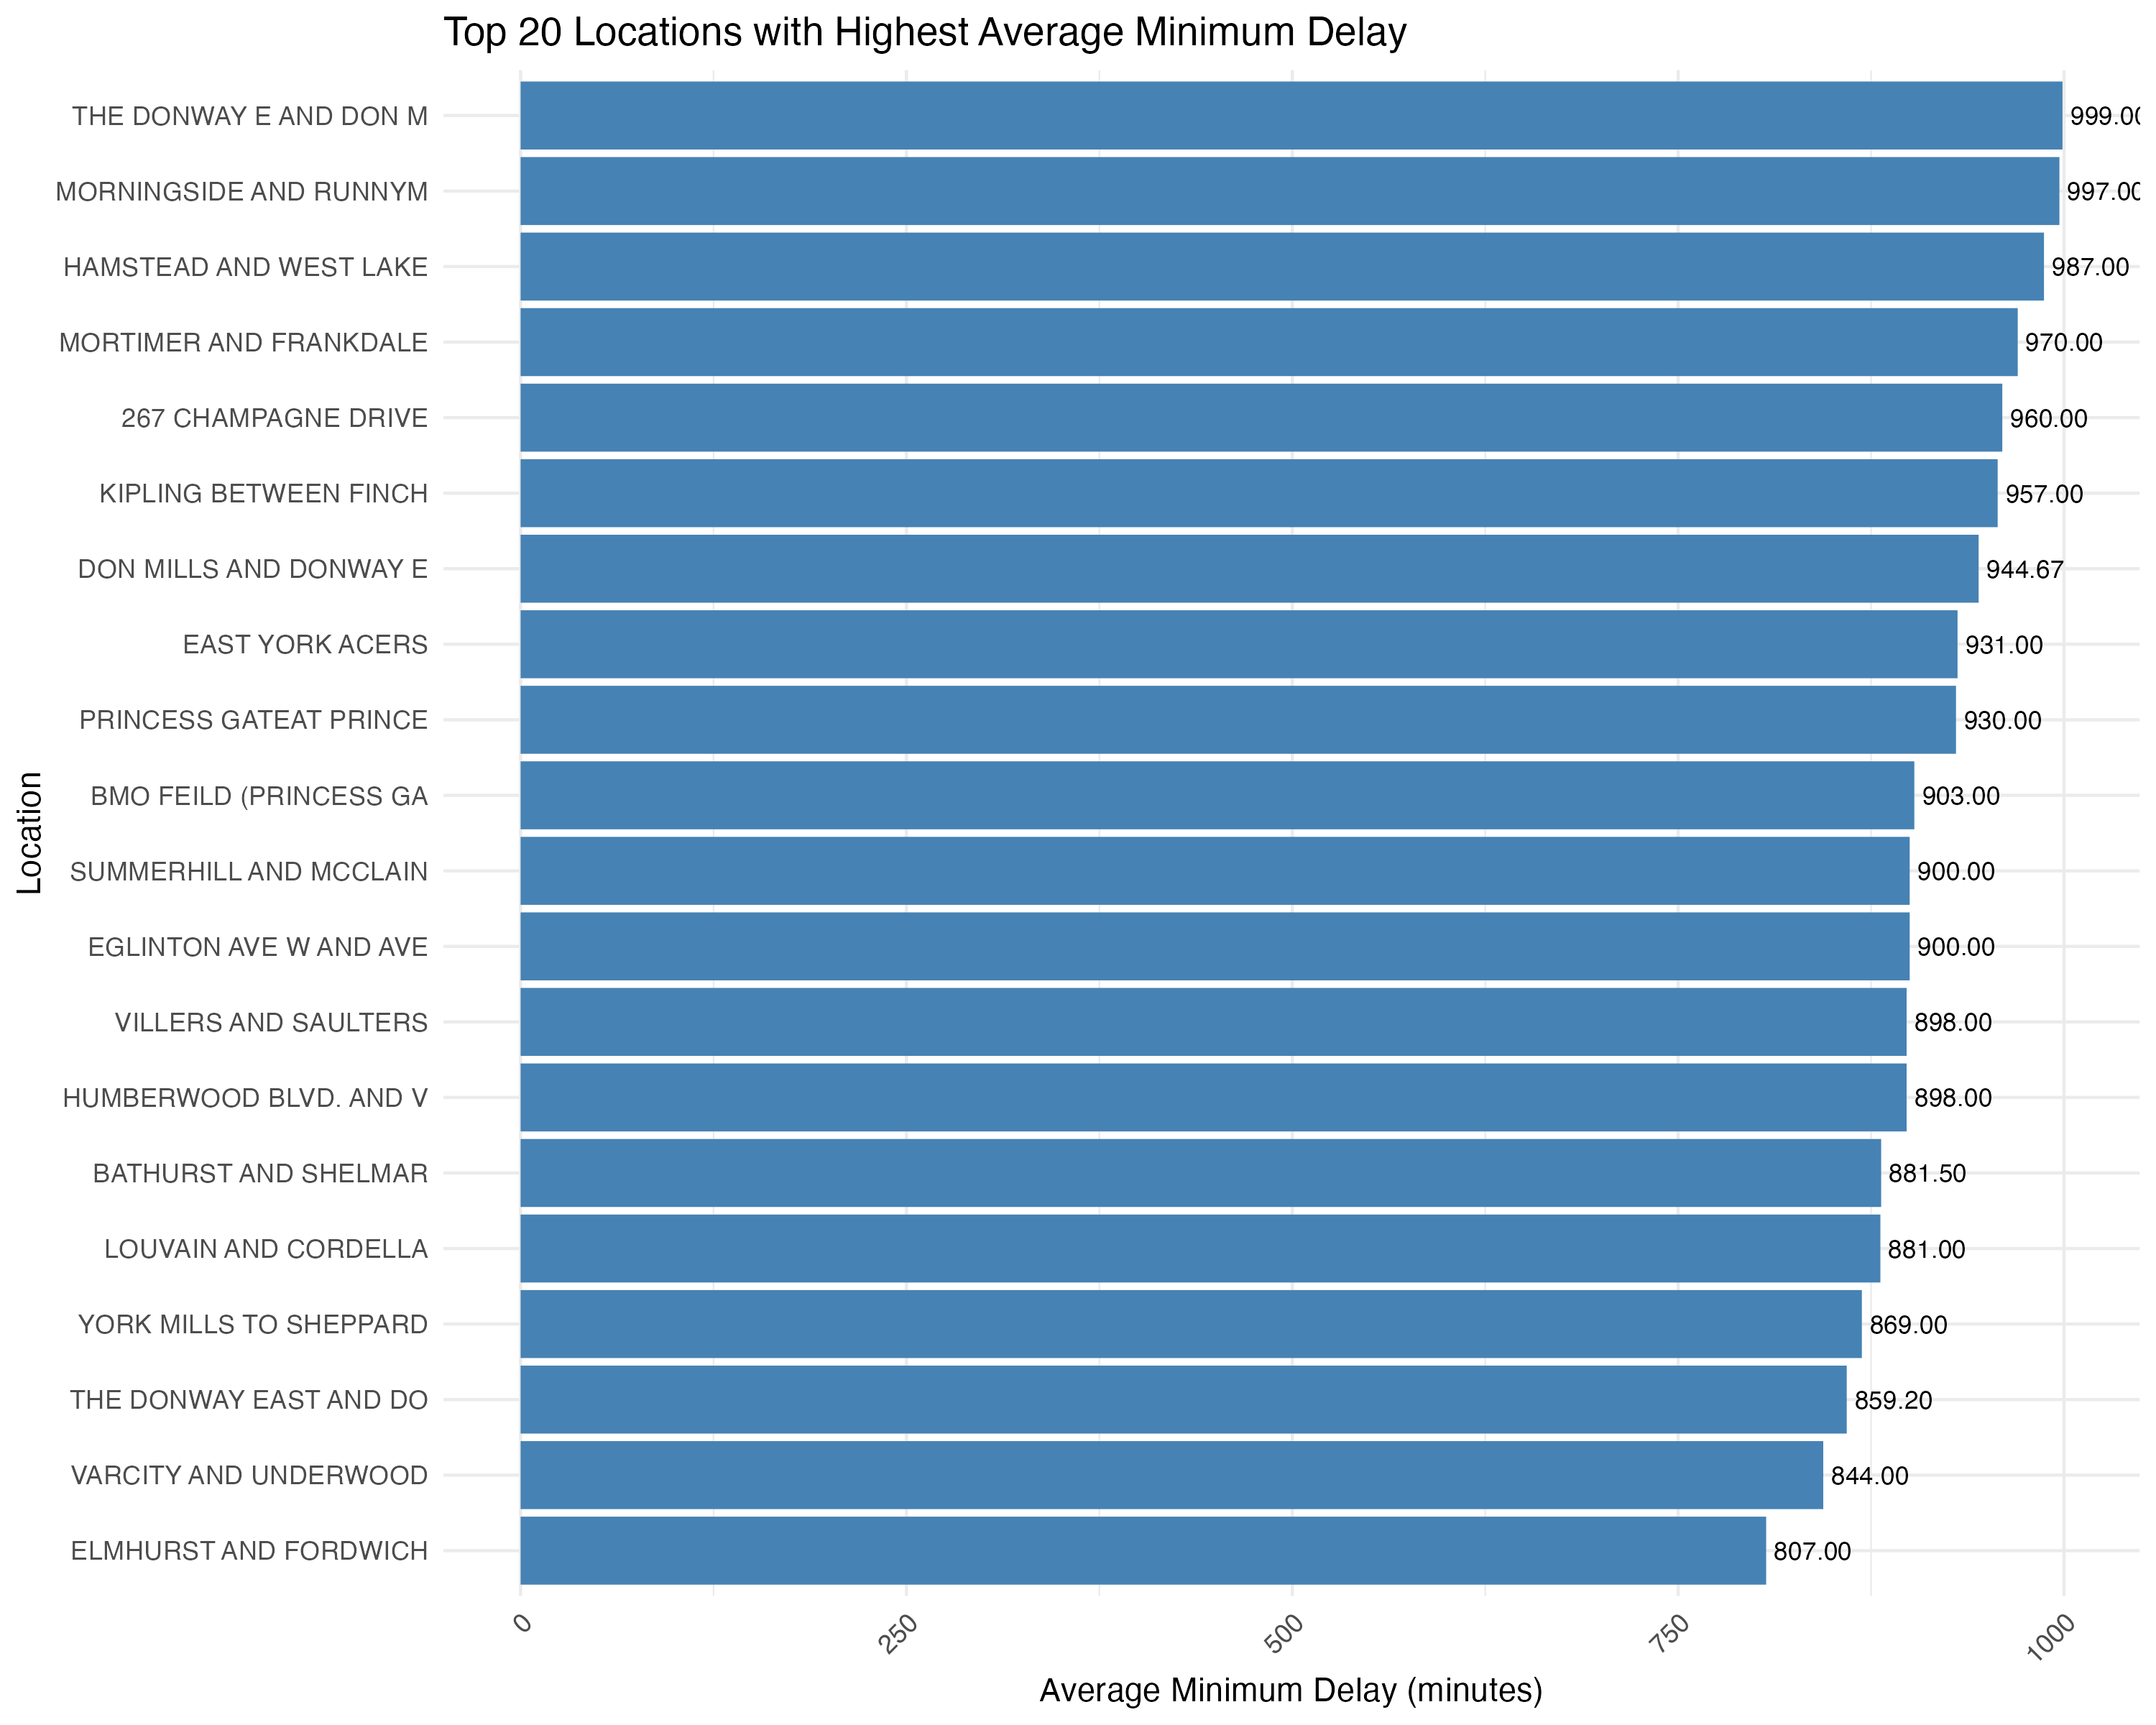 Top 20 Locations with Highest Average Minimum Delay
Location
THE DONWAY E AND DON M 999.00
MORNINGSIDE AND RUNNYM 997.00
HAMSTEAD AND WEST LAKE 987.00
MORTIMER AND FRANKDALE 970.00
267 CHAMPAGNE DRIVE 960.00
KIPLING BETWEEN FINCH 957.00
DON MILLS AND DONWAY E 944.67
EAST YORK ACERS 931.00
PRINCESS GATEAT PRINCE 930.00
BMO FEILD (PRINCESS GA 903.00
SUMMERHILL AND MCCLAIN 900.00
EGLINTON AVE W AND AVE 900.00
VILLERS AND SAULTERS 898.00
HUMBERWOOD BLVD. AND V 898.00
BATHURST AND SHELMAR 881.50
LOUVAIN AND CORDELLA 881.00
YORK MILLS TO SHEPPARD 869.00
THE DONWAY EAST AND DO 859.20
VARCITY AND UNDERWOOD 844.00
ELMHURST AND FORDWICH 807.00
0 250 500 750 1000
Average Minimum Delay (minutes)